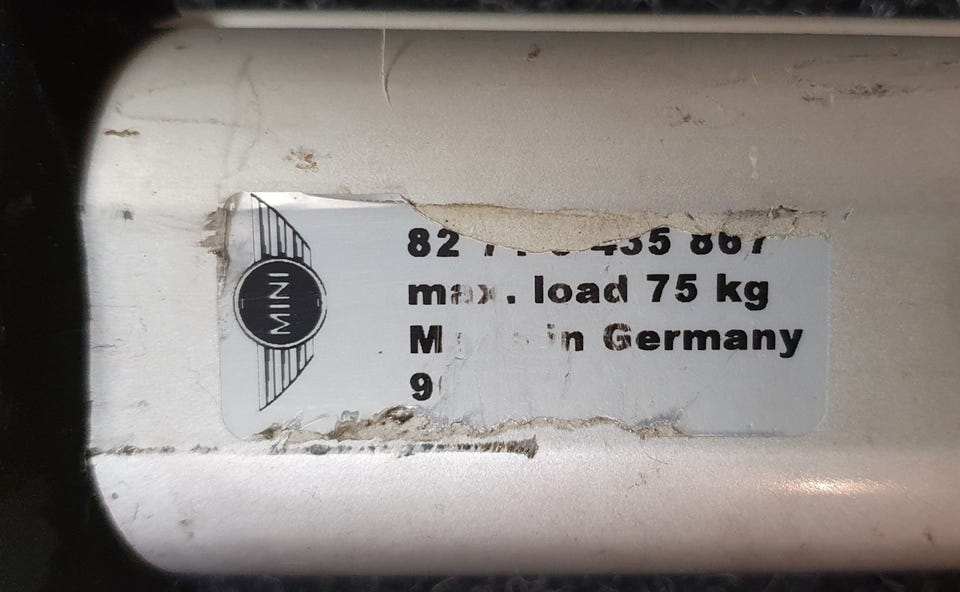 MINI
82 435 867
max. load 75 kg
in Germany